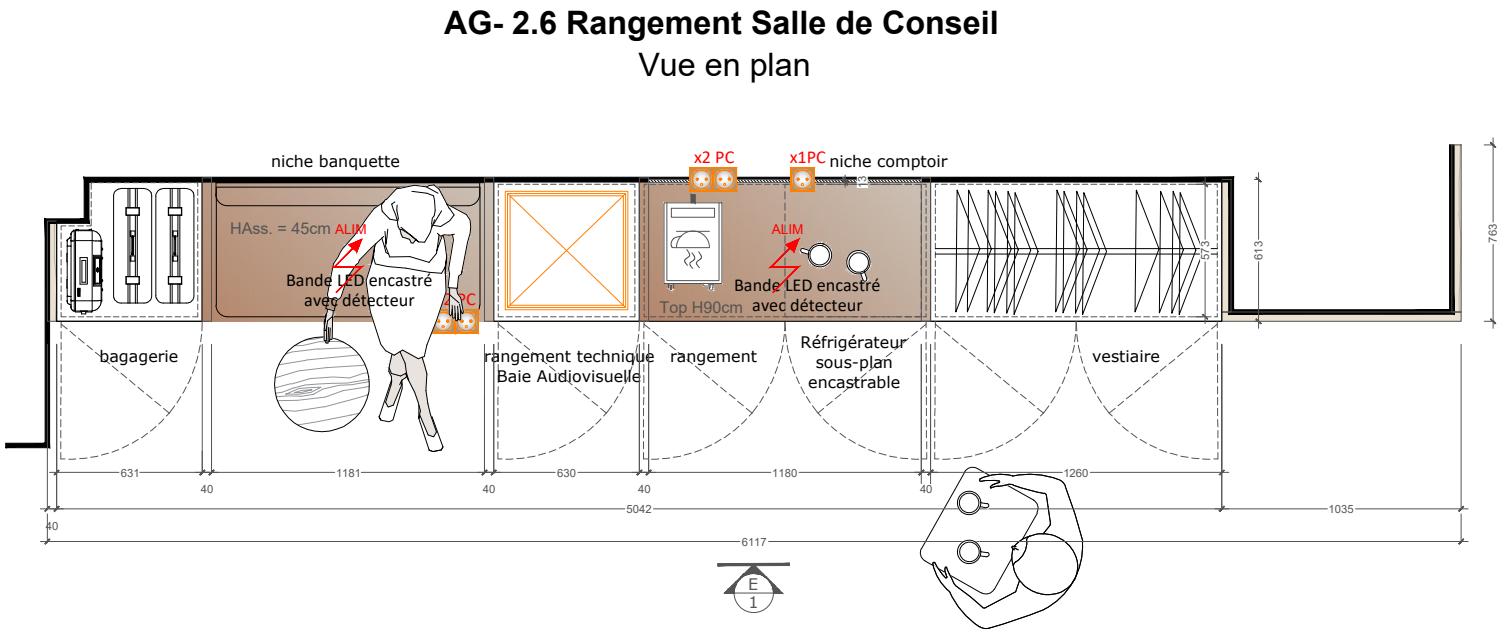 AG- 2.6 Rangement Salle de Conseil
Vue en plan
niche banquette
x2 PC
x1PC
niche comptoir
13
HAss. = 45cm
ALIM
Bande LED encastré
avec détecteur
2 PC
ALIM
Bande LED encastré
avec détecteur
Top H90cm
573
613
763
bagagerie
rangement technique
Baie Audiovisuelle
rangement
Réfrigérateur
sous-plan
encastrable
vestiaire
631
1181
630
1180
1260
40
40
40
40
5042
1035
40
6117
E
1